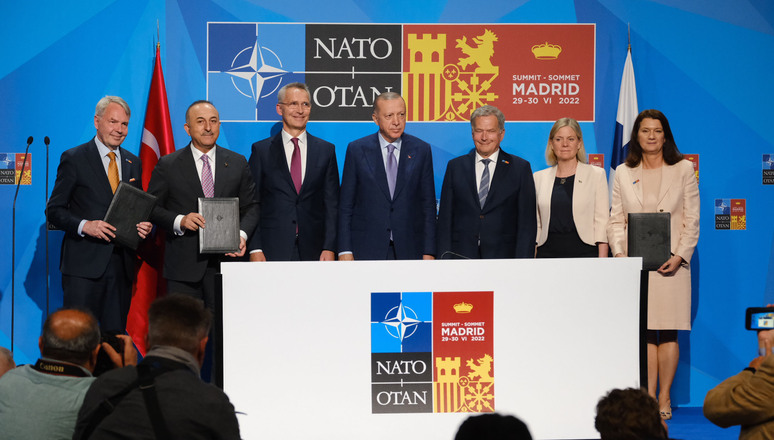 NATO
OTAN
SUMMIT - SOMMET
MADRID
29-30 VI 2022
SUMMIT - SOMMET
MADRID
29-30 VI 2022
NATO
OTAN